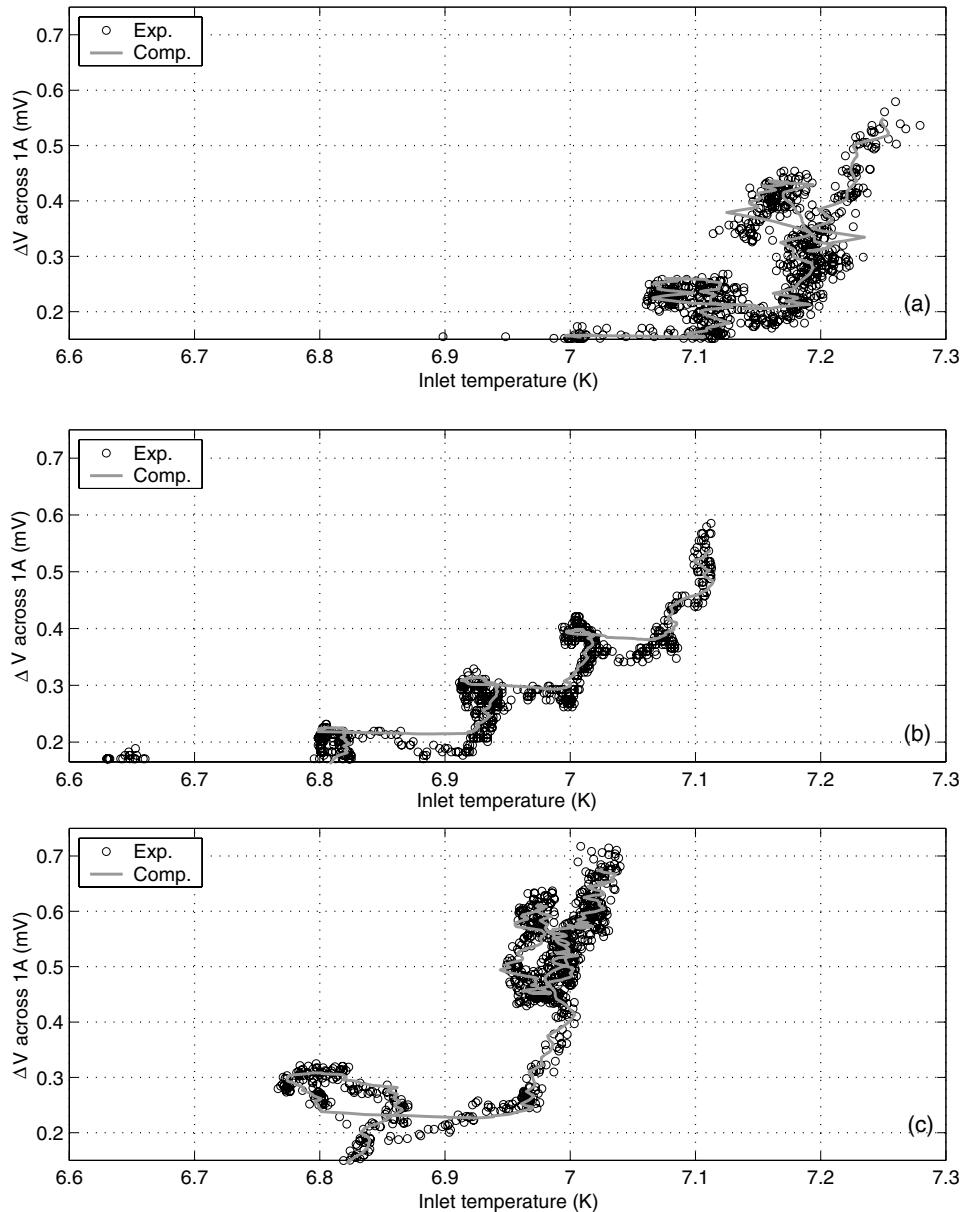 0.7
0.6
0.5
0.4
0.3
0.2
ΔV across 1A (mV)
Exp.
Comp.
(a)
6.6 6.7 6.8 6.9 7 7.1 7.2 7.3
Inlet temperature (K)
0.7
0.6
0.5
0.4
0.3
0.2
Δ V across 1A (mV)
Exp.
Comp.
(b)
6.6 6.7 6.8 6.9 7 7.1 7.2 7.3
Inlet temperature (K)
0.7
0.6
0.5
0.4
0.3
0.2
ΔV across 1A (mV)
Exp.
Comp.
(c)
6.6 6.7 6.8 6.9 7 7.1 7.2 7.3
Inlet temperature (K)